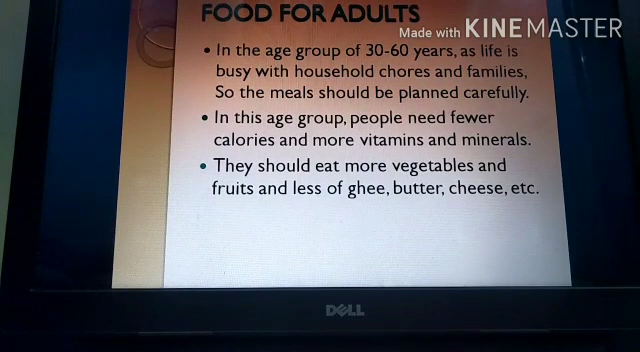 FOOD FOR ADULTS
Made with KINEMASTER
• In the age group of 30-60 years, as life is
busy with household chores and families,
So the meals should be planned carefully.
• In this age group, people need fewer
calories and more vitamins and minerals.
• They should eat more vegetables and
fruits and less of ghee, butter, cheese, etc.
DELL